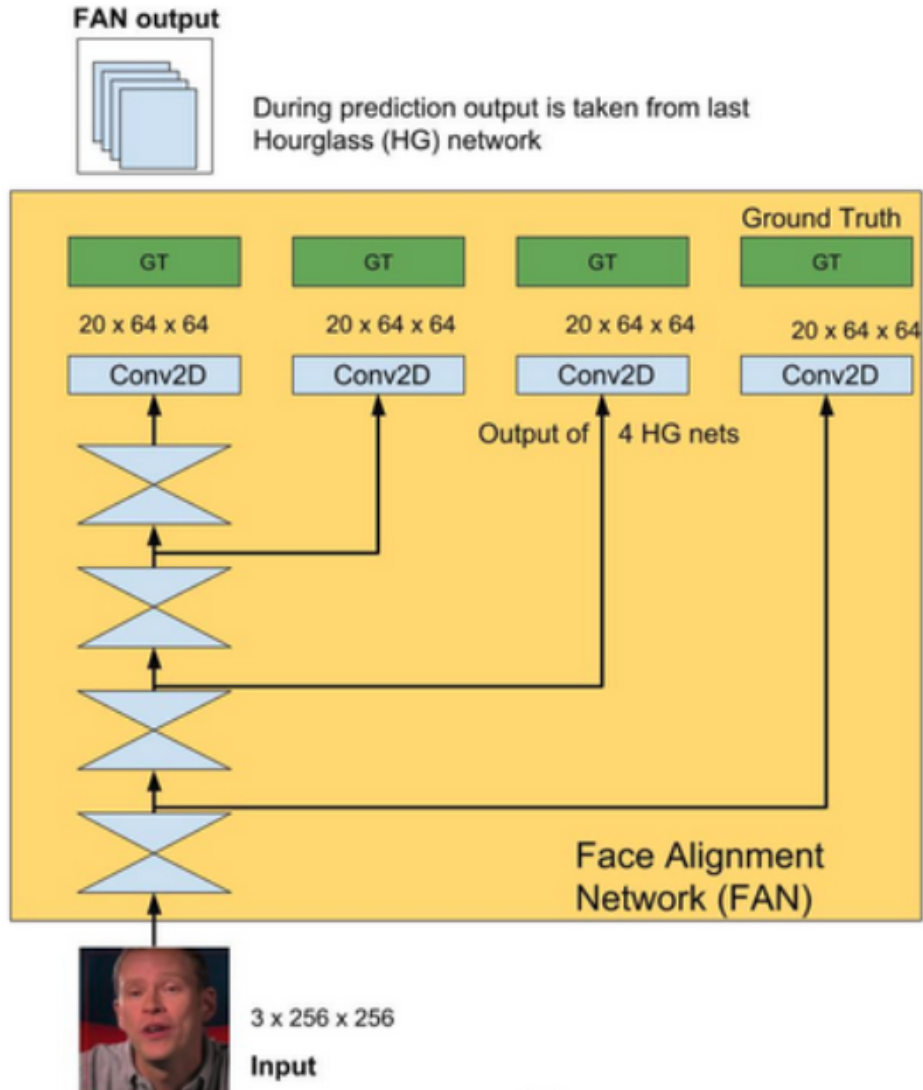 FAN output
During prediction output is taken from last
Hourglass (HG) network
Ground Truth
GT GT GT GT
20 x 64 x 64 20 x 64 x 64 20 x 64 x 64 20 x 64 x 64
Conv2D Conv2D Conv2D Conv2D
Output of 4 HG nets
Face Alignment
Network (FAN)
3 x 256 x 256
Input